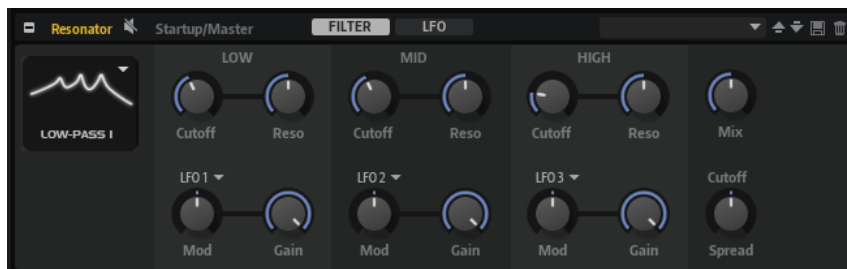 Resonator Startup/Master FILTER LFO
LOW MID HIGH
LOW-PASS I
Cutoff Reso Cutoff Reso Cutoff Reso Mix
LFO 1 LFO 2 LFO 3 Cutoff
Mod Gain Mod Gain Mod Gain Spread